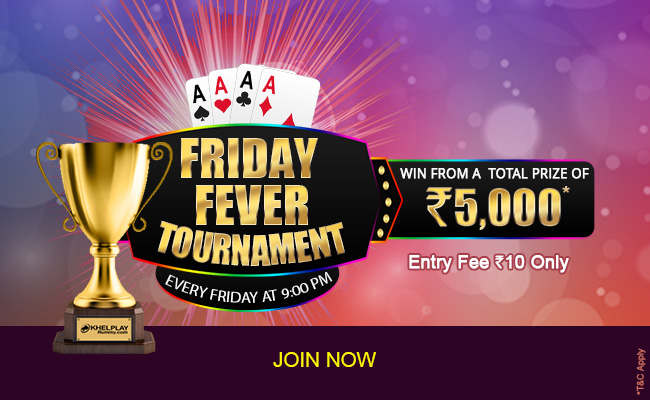 A A A A
FRIDAY
FEVER
TOURNAMENT
EVERY FRIDAY AT 9:00 PM
WIN FROM A TOTAL PRIZE OF
₹5,000*
Entry Fee ₹10 Only
KHELPLAY
Rummy.com
JOIN NOW
*T&C Apply